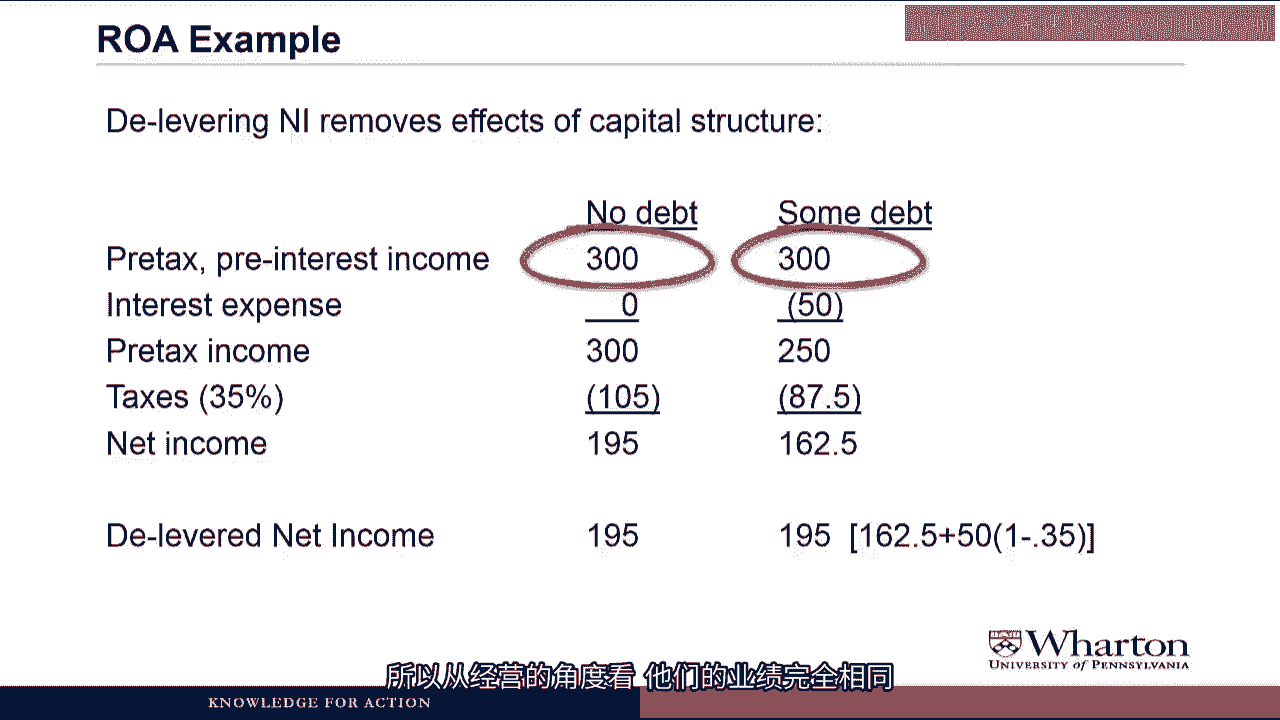 ROA Example
De-levering NI removes effects of capital structure:
No debt Some debt
Pretax, pre-interest income 300 300
Interest expense 0 (50)
Pretax income 300 250
Taxes (35%) (105) (87.5)
Net income 195 162.5
De-levered Net Income 195 195 [162.5+50(1-.35)]
Wharton
UNIVERSITY of PENNSYLVANIA
所以从经营的角度看 他们的业绩完全相同
KNOWLEDGE FOR ACTION